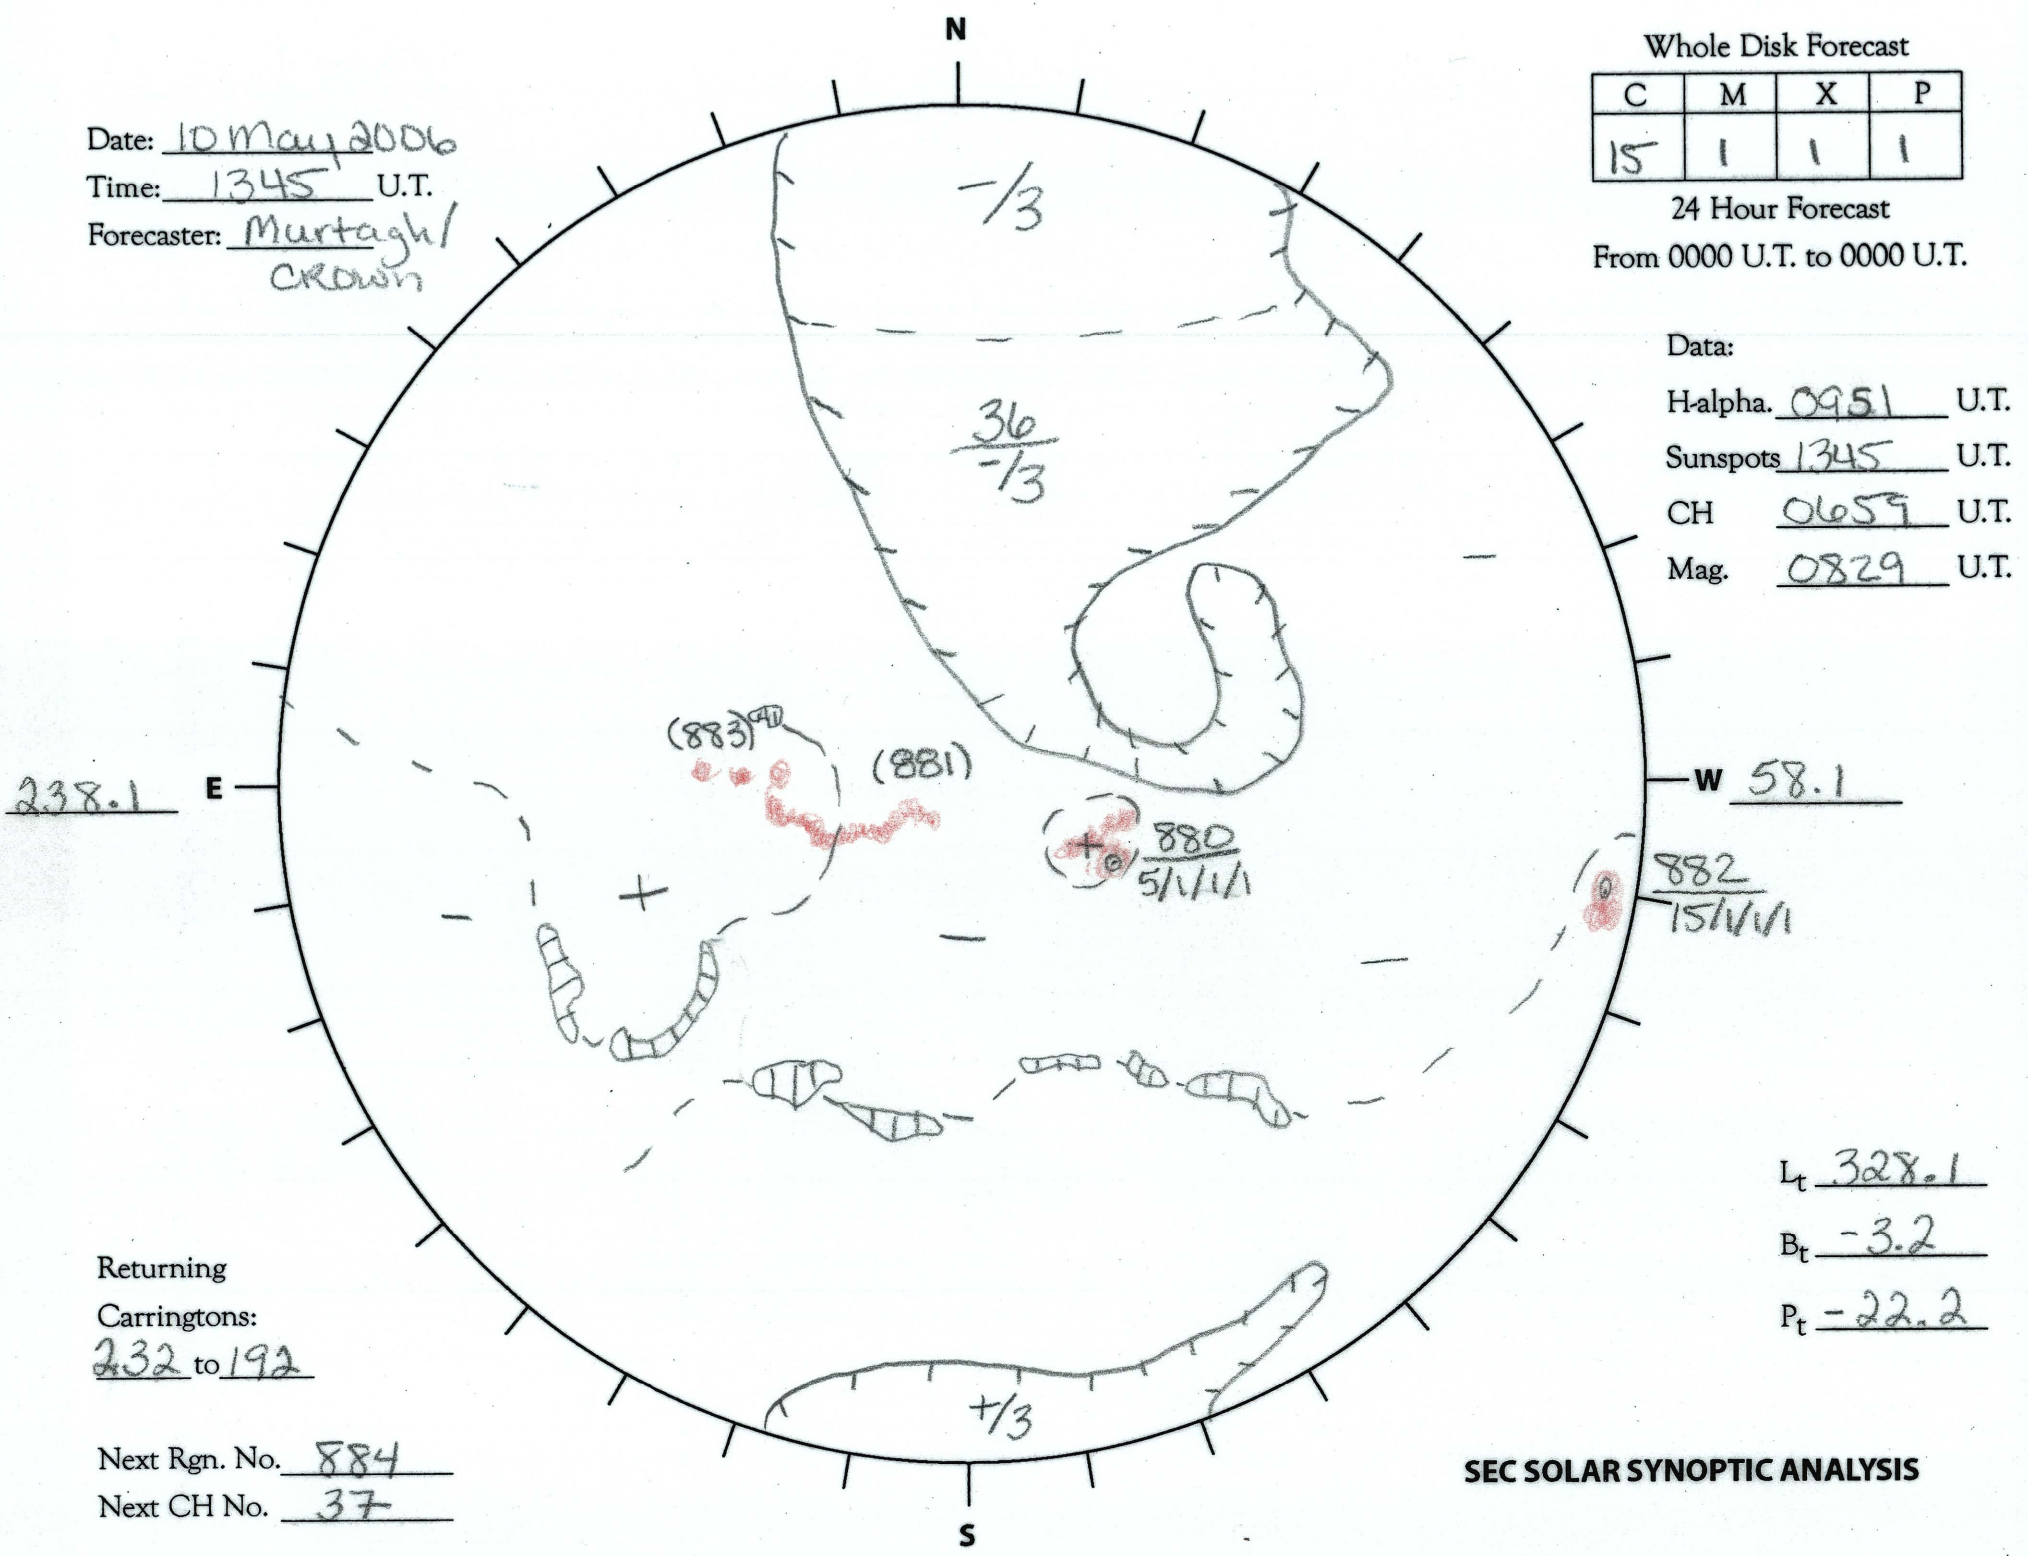 N
Whole Disk Forecast
C M X P
15 1 1 1
24 Hour Forecast
From 0000 U.T. to 0000 U.T.
Date: 10 May 2006
Time: 1345 U.T.
Forecaster: Murtagh/
CROWN
-/3
Data:
H-alpha. 0951 U.T.
Sunspots 1345 U.T.
CH 0659 U.T.
Mag. 0829 U.T.
36
-/3
(883)
(881)
238.1 E
W 58.1
880
5/1/1/1
882
15/1/1/1
+
+
Lt 328.1
Bt -3.2
Pt -22.2
Returning
Carringtons:
232 to 192
+/3
Next Rgn. No. 884
Next CH No. 37
SEC SOLAR SYNOPTIC ANALYSIS
S